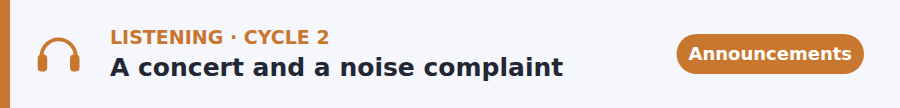 LISTENING · CYCLE 2
A concert and a noise complaint
Announcements